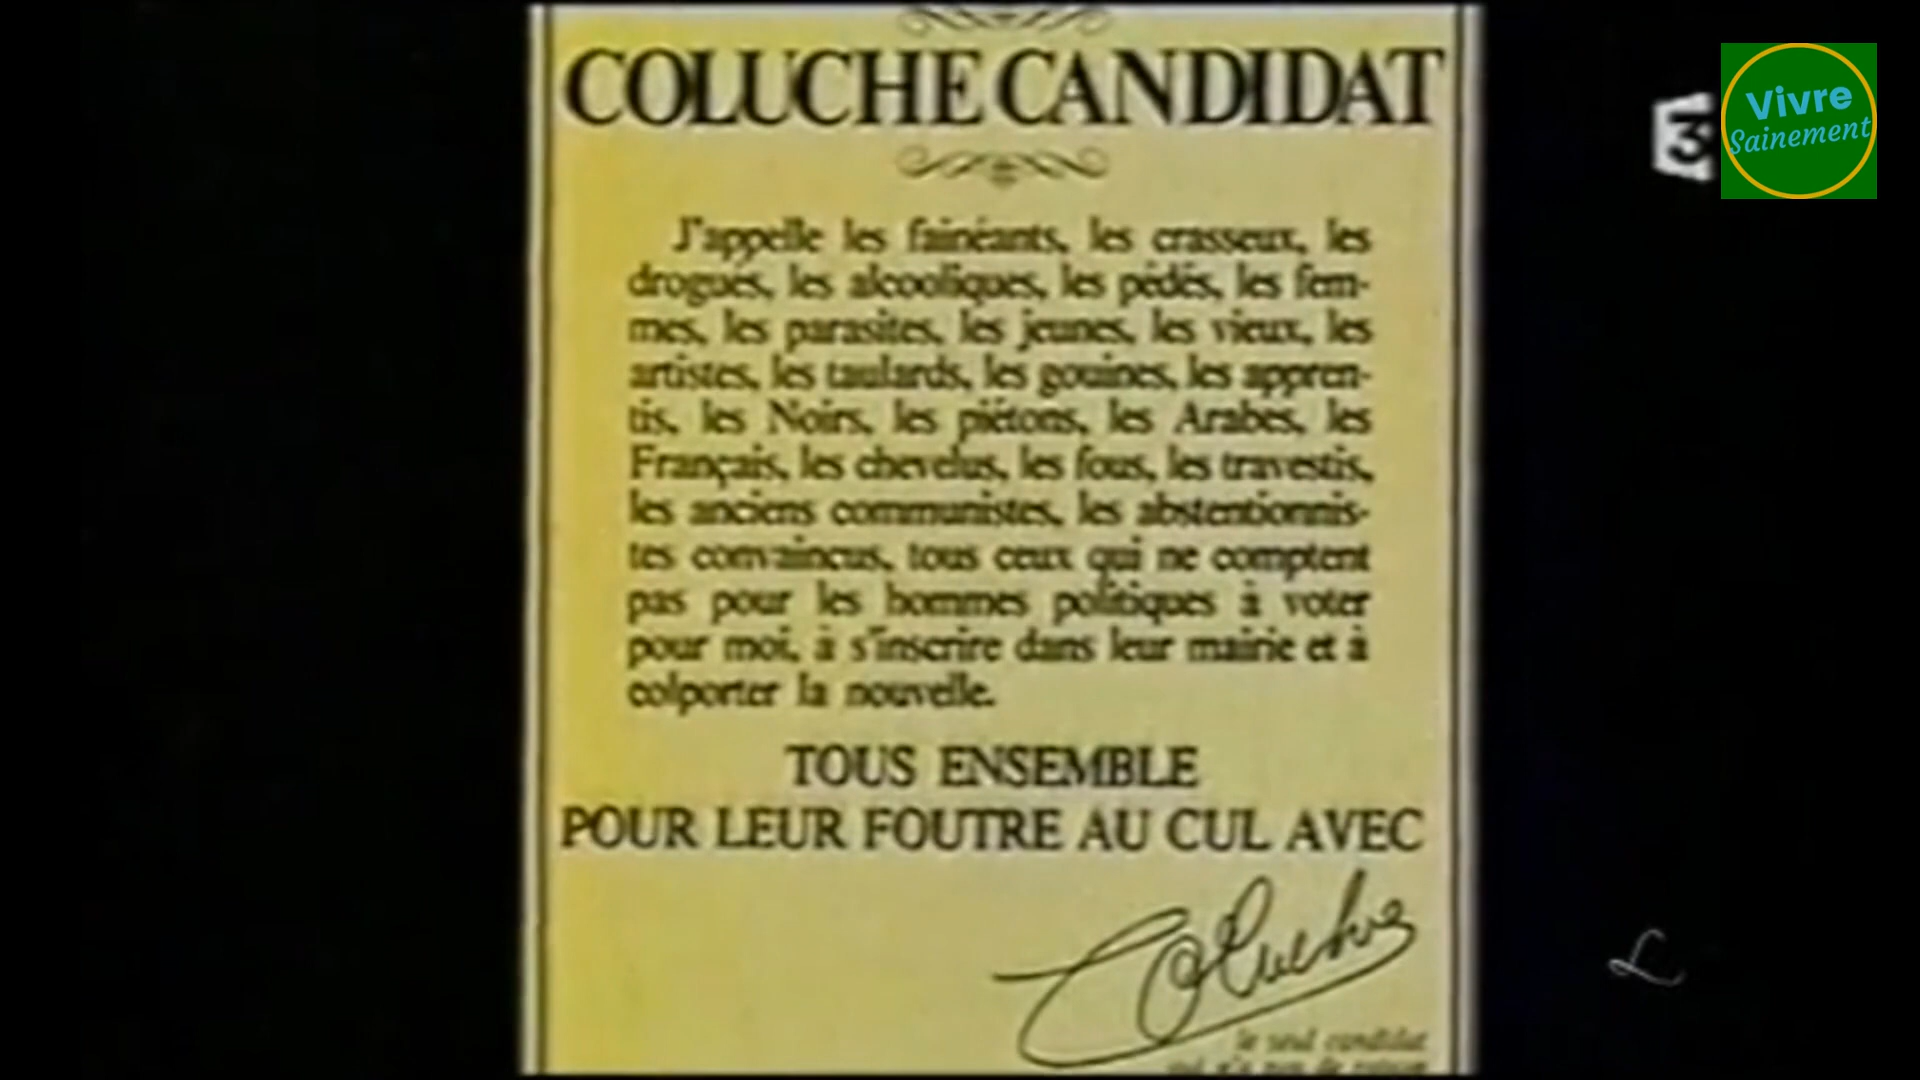 COLUCHE CANDIDAT
J'appelle les fainéants, les crasseux, les
drogués, les alcooliques, les pédés, les fem-
mes, les parasites, les jeunes, les vieux, les
artistes, les taulards, les gouines, les appren-
tis, les Noirs, les piétons, les Arabes, les
Français, les chevelus, les fous, les travestis,
les anciens communistes, les abstentionnis-
tes convaincus, tous ceux qui ne comptent
pas pour les hommes politiques à voter
pour moi, à s'inscrire dans leur mairie et à
colporter la nouvelle.
TOUS ENSEMBLE
POUR LEUR FOUTRE AU CUL AVEC
Coluche
le seul candidat
3
Vivre
Sainement
L